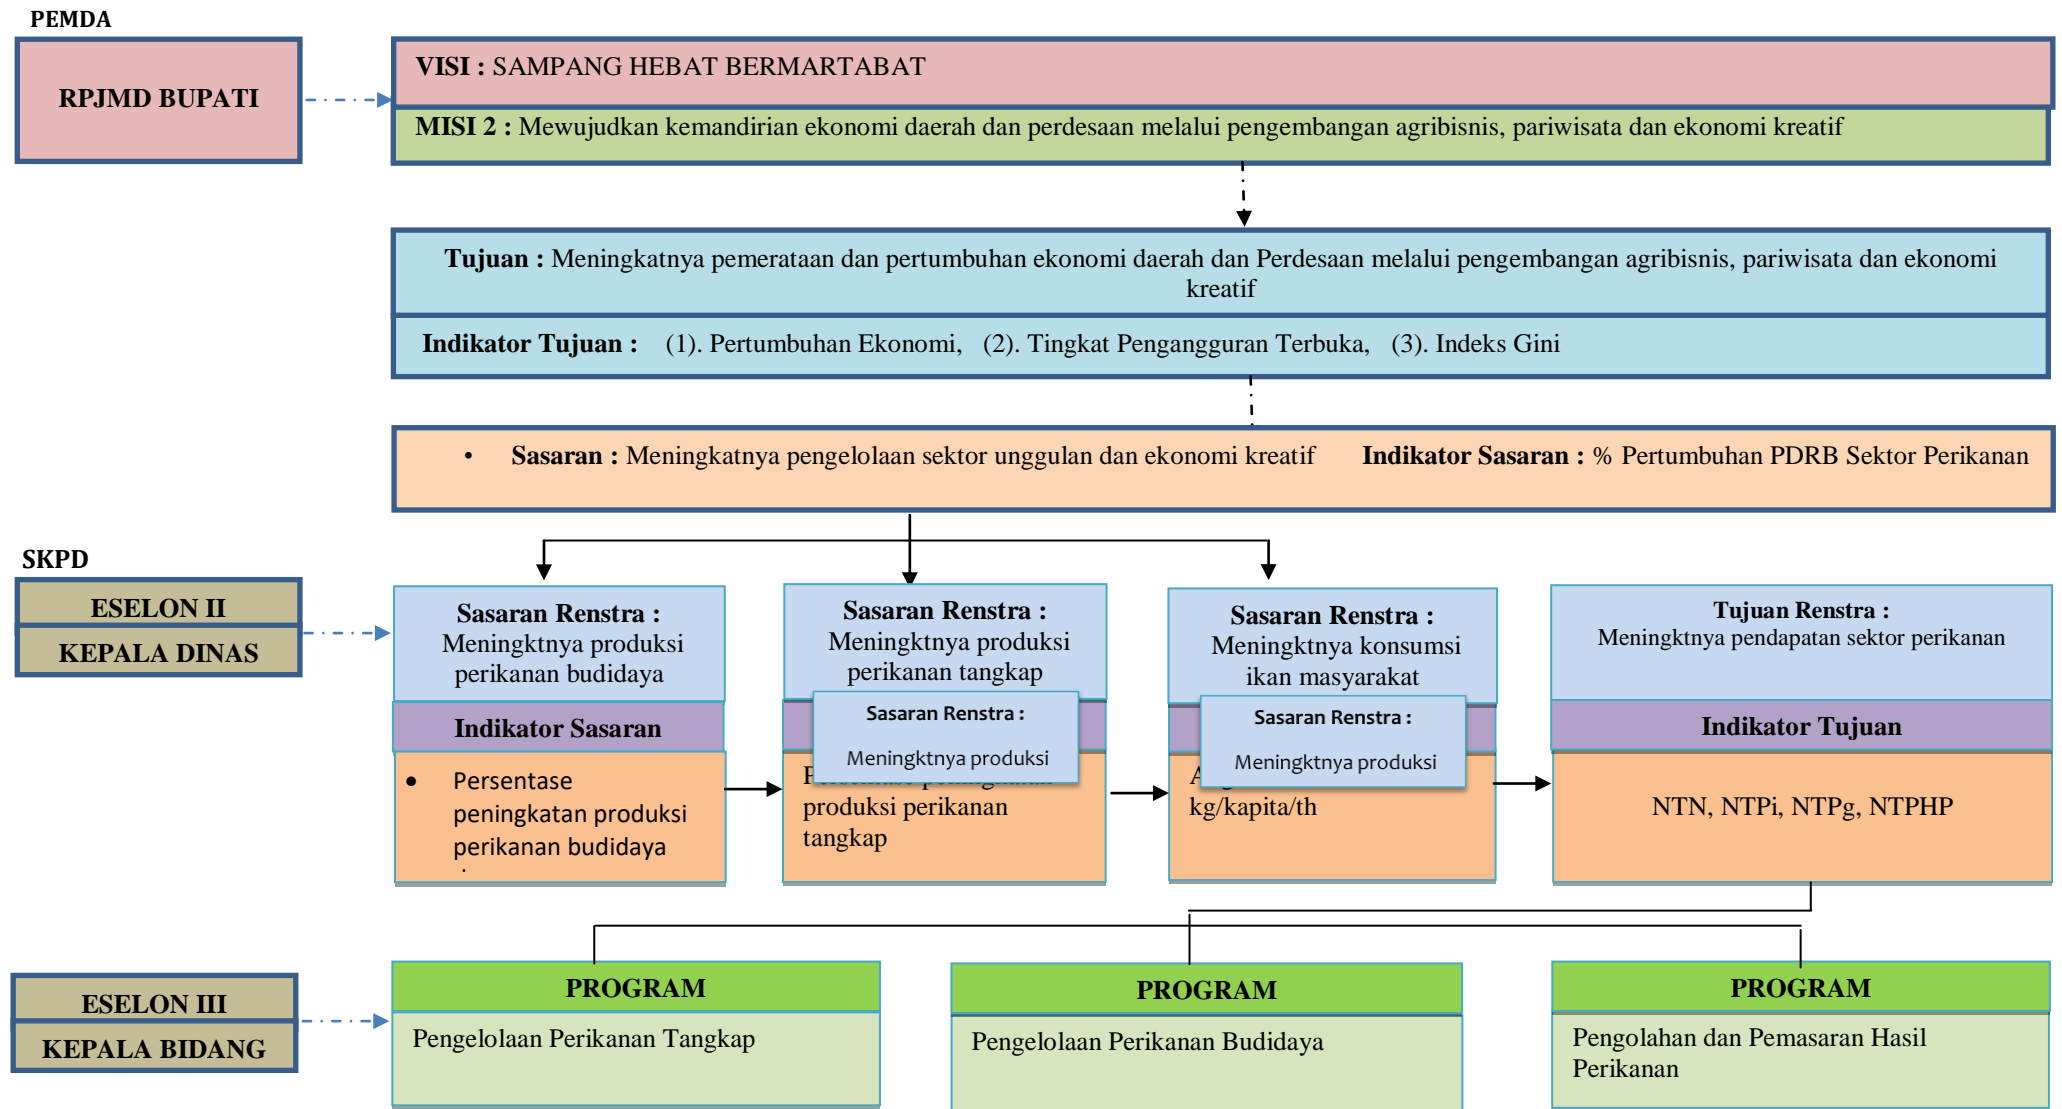 PEMDA
RPJMD BUPATI
VISI : SAMPANG HEBAT BERMARTABAT
MISI 2 : Mewujudkan kemandirian ekonomi daerah dan perdesaan melalui pengembangan agribisnis, pariwisata dan ekonomi kreatif
Tujuan : Meningkatnya pemerataan dan pertumbuhan ekonomi daerah dan Perdesaan melalui pengembangan agribisnis, pariwisata dan ekonomi
kreatif
Indikator Tujuan : (1). Pertumbuhan Ekonomi, (2). Tingkat Pengangguran Terbuka, (3). Indeks Gini
• Sasaran : Meningkatnya pengelolaan sektor unggulan dan ekonomi kreatif Indikator Sasaran : % Pertumbuhan PDRB Sektor Perikanan
SKPD
ESELON II
KEPALA DINAS
Sasaran Renstra :
Meningktnya produksi
perikanan budidaya
Indikator Sasaran
• Persentase
peningkatan produksi
perikanan budidaya
Sasaran Renstra :
Meningktnya produksi
perikanan tangkap
Sasaran Renstra :
Meningktnya produksi
produksi perikanan
tangkap
Sasaran Renstra :
Meningktnya konsumsi
ikan masyarakat
Sasaran Renstra :
Meningktnya produksi
kg/kapita/th
Tujuan Renstra :
Meningktnya pendapatan sektor perikanan
Indikator Tujuan
NTN, NTPi, NTPg, NTPHP
ESELON III
KEPALA BIDANG
PROGRAM
Pengelolaan Perikanan Tangkap
PROGRAM
Pengelolaan Perikanan Budidaya
PROGRAM
Pengolahan dan Pemasaran Hasil
Perikanan